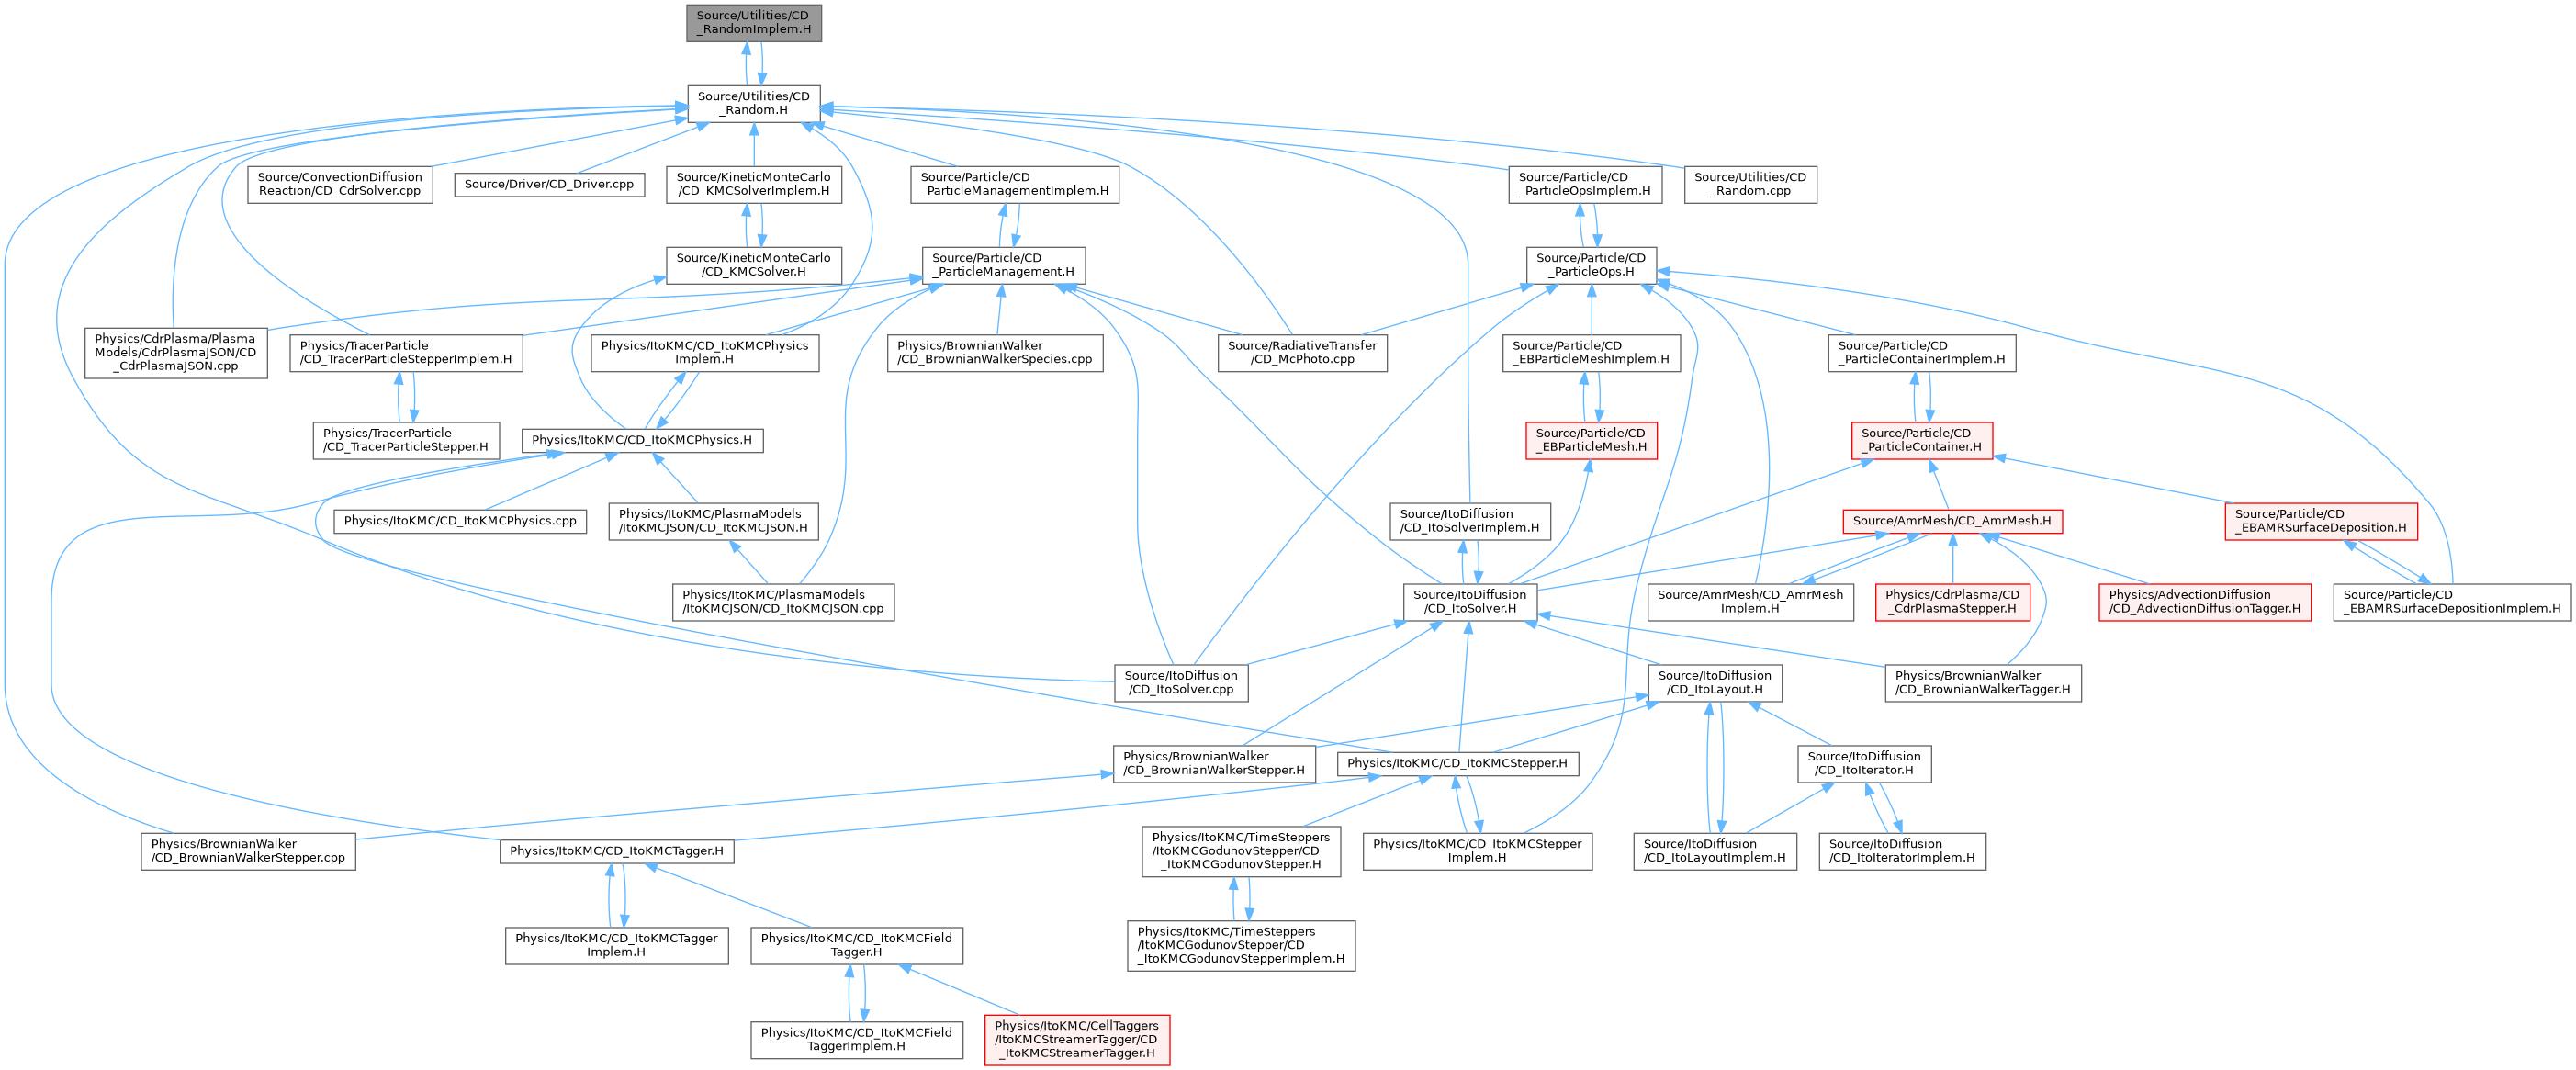 Source/Utilities/CD
_RandomImplem.H
Source/Utilities/CD
_Random.H
Source/ConvectionDiffusion
Reaction/CD_CdrSolver.cpp
Source/Driver/CD_Driver.cpp
Source/KineticMonteCarlo
/CD_KMCSolverImplem.H
Source/Particle/CD
_ParticleManagementImplem.H
Source/Particle/CD
_ParticleOpsImplem.H
Source/Utilities/CD
_Random.cpp
Source/KineticMonteCarlo
/CD_KMCSolver.H
Source/Particle/CD
_ParticleManagement.H
Source/Particle/CD
_ParticleOps.H
Physics/CdrPlasma/Plasma
Models/CdrPlasmaJSON/CD
_CdrPlasmaJSON.cpp
Physics/TracerParticle
/CD_TracerParticleStepperImplem.H
Physics/ItoKMC/CD_ItoKMCPhysics
Implem.H
Physics/BrownianWalker
/CD_BrownianWalkerSpecies.cpp
Source/RadiativeTransfer
/CD_McPhoto.cpp
Source/Particle/CD
_EBParticleMeshImplem.H
Source/Particle/CD
_ParticleContainerImplem.H
Physics/TracerParticle
/CD_TracerParticleStepper.H
Physics/ItoKMC/CD_ItoKMCPhysics.H
Source/Particle/CD
_EBParticleMesh.H
Source/Particle/CD
_ParticleContainer.H
Physics/ItoKMC/CD_ItoKMCPhysics.cpp
Physics/ItoKMC/PlasmaModels
/ItoKMCJSON/CD_ItoKMCJSON.H
Source/ItoDiffusion
/CD_ItoSolverImplem.H
Source/AmrMesh/CD_AmrMesh.H
Source/Particle/CD
_EBAMRSurfaceDeposition.H
Physics/ItoKMC/PlasmaModels
/ItoKMCJSON/CD_ItoKMCJSON.cpp
Source/ItoDiffusion
/CD_ItoSolver.H
Source/AmrMesh/CD_AmrMesh
Implem.H
Physics/CdrPlasma/CD
_CdrPlasmaStepper.H
Physics/AdvectionDiffusion
/CD_AdvectionDiffusionTagger.H
Source/Particle/CD
_EBAMRSurfaceDepositionImplem.H
Source/ItoDiffusion
/CD_ItoSolver.cpp
Source/ItoDiffusion
/CD_ItoLayout.H
Physics/BrownianWalker
/CD_BrownianWalkerTagger.H
Physics/BrownianWalker
/CD_BrownianWalkerStepper.H
Physics/ItoKMC/CD_ItoKMCStepper.H
Source/ItoDiffusion
/CD_ItoIterator.H
Physics/BrownianWalker
/CD_BrownianWalkerStepper.cpp
Physics/ItoKMC/CD_ItoKMCTagger.H
Physics/ItoKMC/TimeSteppers
/ItoKMCGodunovStepper/CD
_ItoKMCGodunovStepper.H
Physics/ItoKMC/CD_ItoKMCStepper
Implem.H
Source/ItoDiffusion
/CD_ItoLayoutImplem.H
Source/ItoDiffusion
/CD_ItoIteratorImplem.H
Physics/ItoKMC/CD_ItoKMCTagger
Implem.H
Physics/ItoKMC/CD_ItoKMCField
Tagger.H
Physics/ItoKMC/TimeSteppers
/ItoKMCGodunovStepper/CD
_ItoKMCGodunovStepperImplem.H
Physics/ItoKMC/CD_ItoKMCField
TaggerImplem.H
Physics/ItoKMC/CellTaggers
/ItoKMCStreamerTagger/CD
_ItoKMCStreamerTagger.H